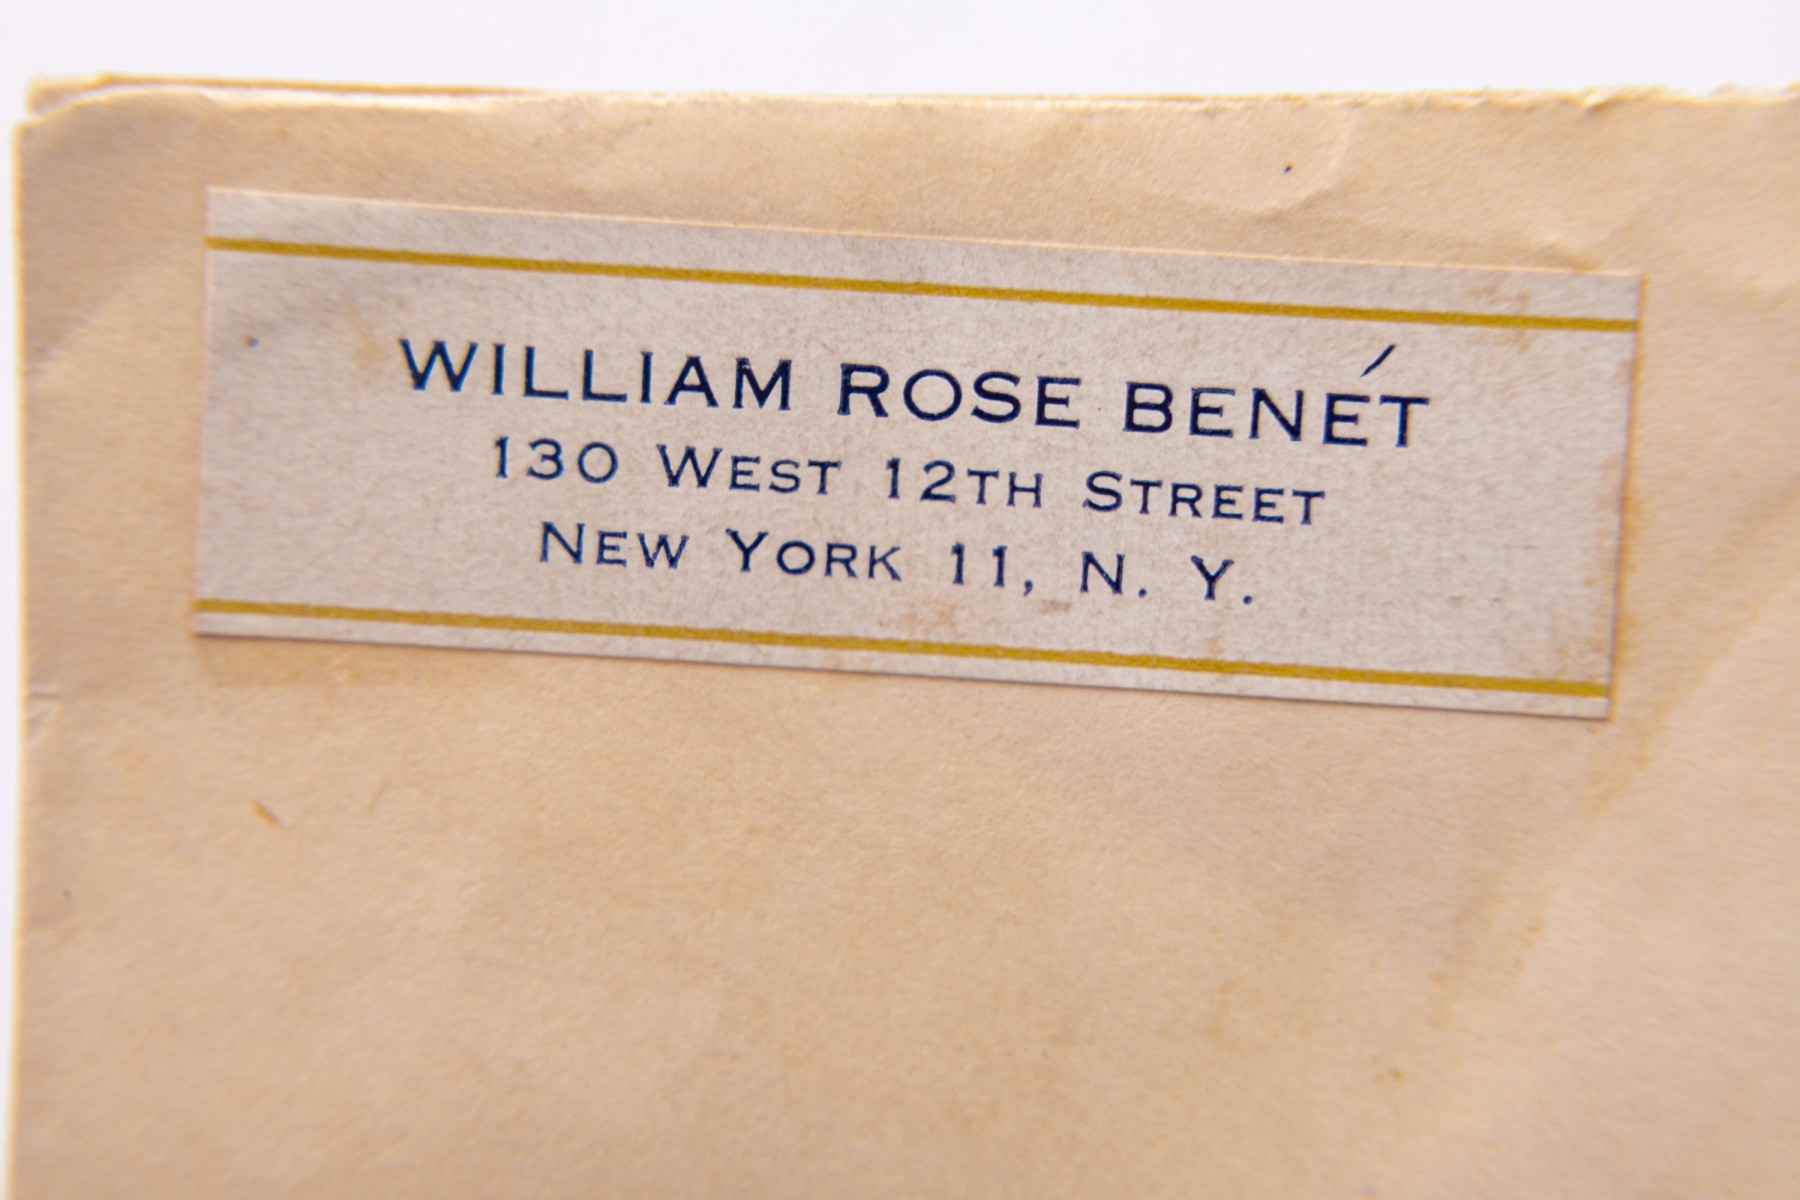 WILLIAM ROSE BENÉT
130 WEST 12TH STREET
NEW YORK 11, N. Y.